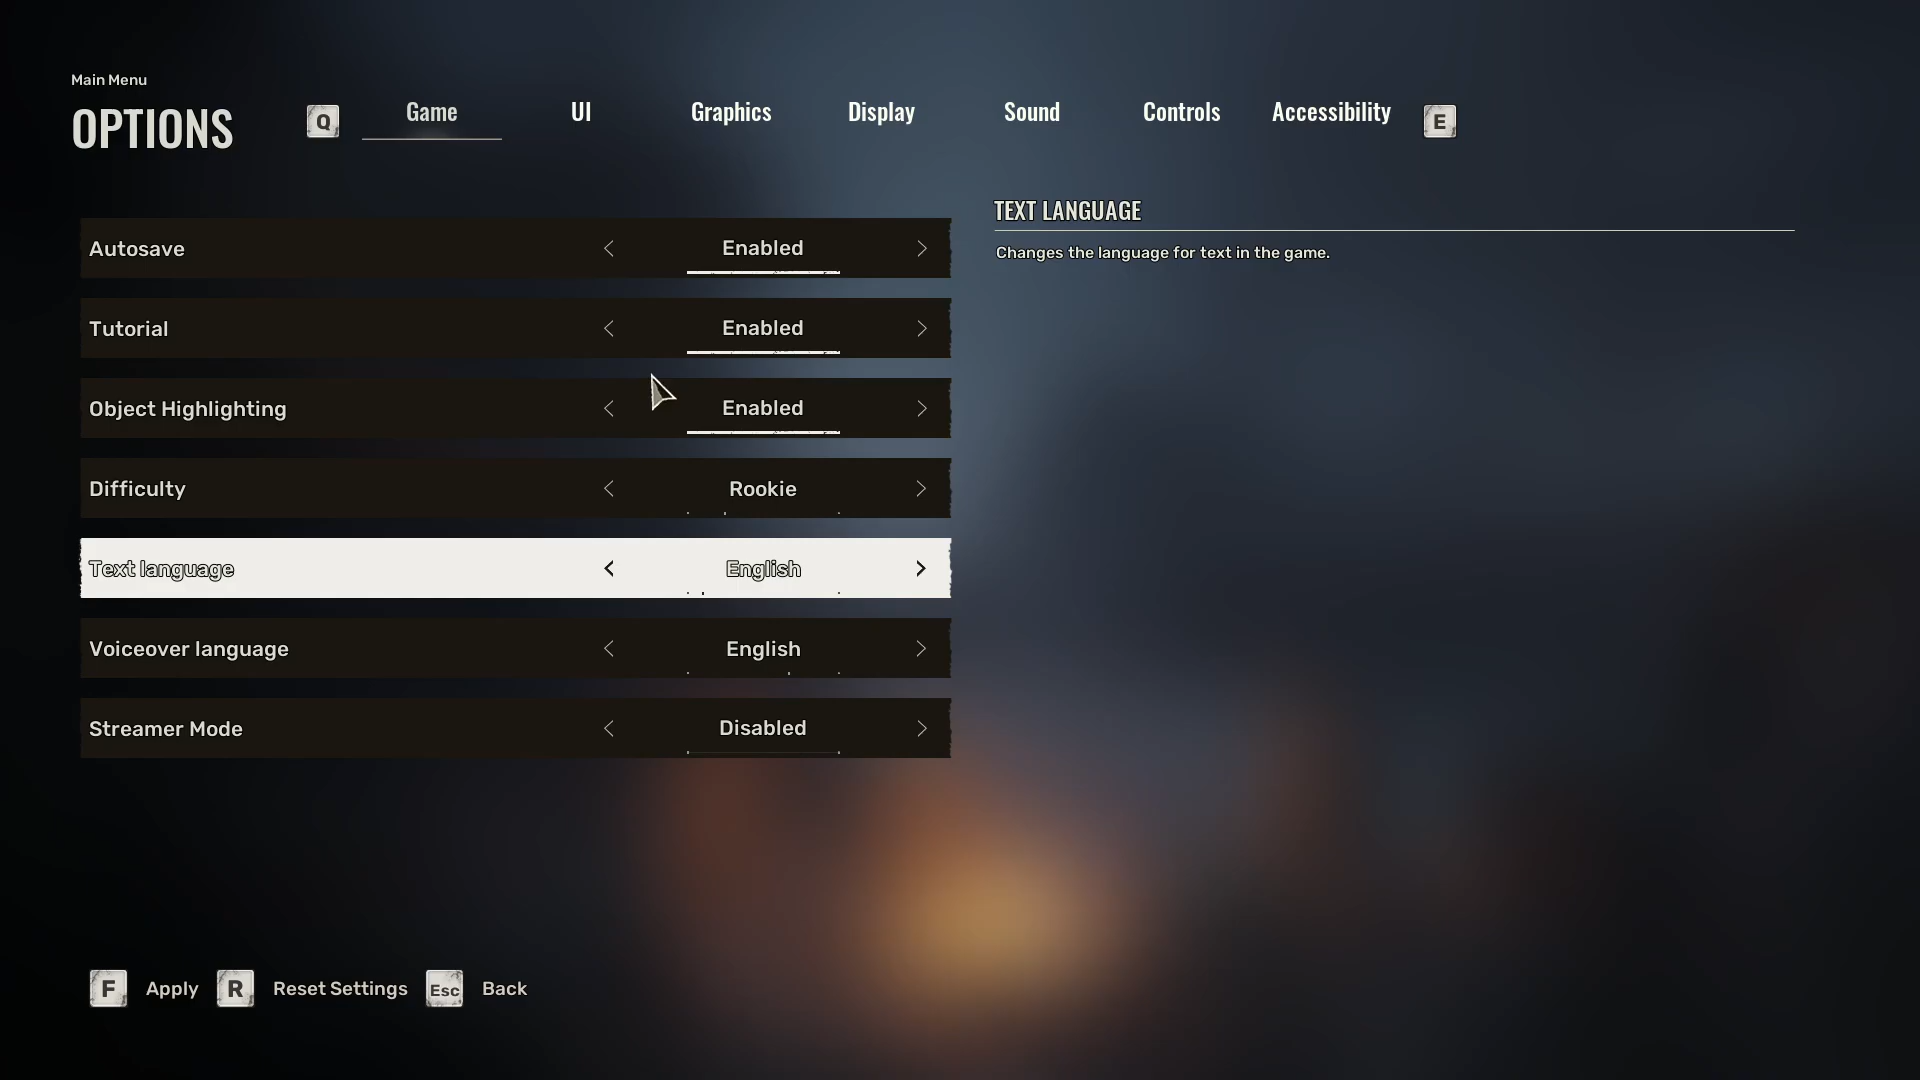 Main Menu
OPTIONS
Q Game UI Graphics Display Sound Controls Accessibility E
Autosave Enabled
Tutorial Enabled
Object Highlighting Enabled
Difficulty Rookie
Text language English
Voiceover language English
Streamer Mode Disabled
TEXT LANGUAGE
Changes the language for text in the game.
F Apply R Reset Settings Esc Back